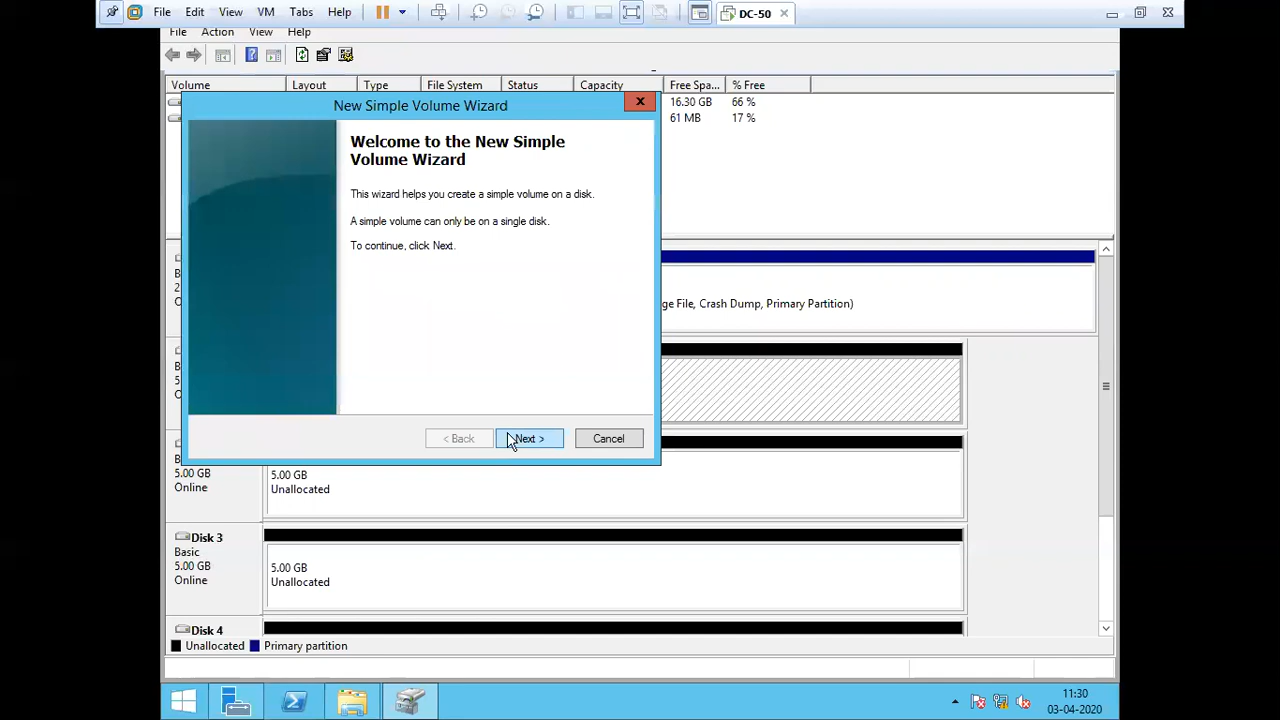 File Edit View VM Tabs Help
DC-50
File Action View Help
Volume Layout Type File System Status Capacity Free Spa... % Free
16.30 GB 66 %
61 MB 17 %
New Simple Volume Wizard
Welcome to the New Simple
Volume Wizard
This wizard helps you create a simple volume on a disk.
A simple volume can only be on a single disk.
To continue, click Next.
< Back Next > Cancel
ge File, Crash Dump, Primary Partition)
5.00 GB
Online
5.00 GB
Unallocated
Disk 3
Basic
5.00 GB
Online
5.00 GB
Unallocated
Disk 4
Unallocated Primary partition
11:30
03-04-2020